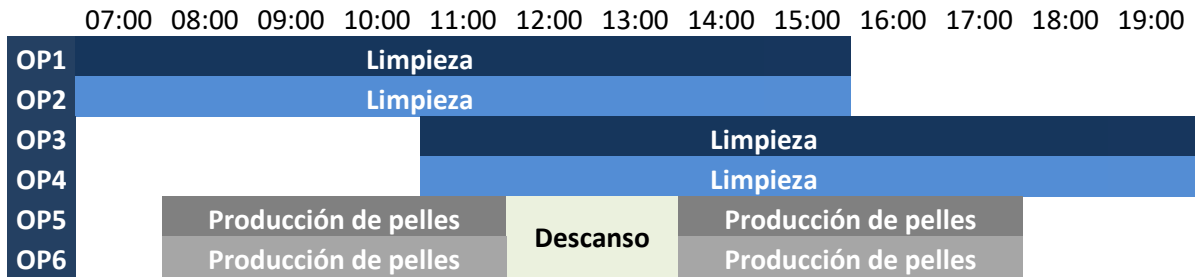 07:00 08:00 09:00 10:00 11:00 12:00 13:00 14:00 15:00 16:00 17:00 18:00 19:00
OP1 Limpieza
OP2 Limpieza
OP3 Limpieza
OP4 Limpieza
OP5 Producción de pelles Producción de pelles
Descanso
OP6 Producción de pelles Producción de pelles